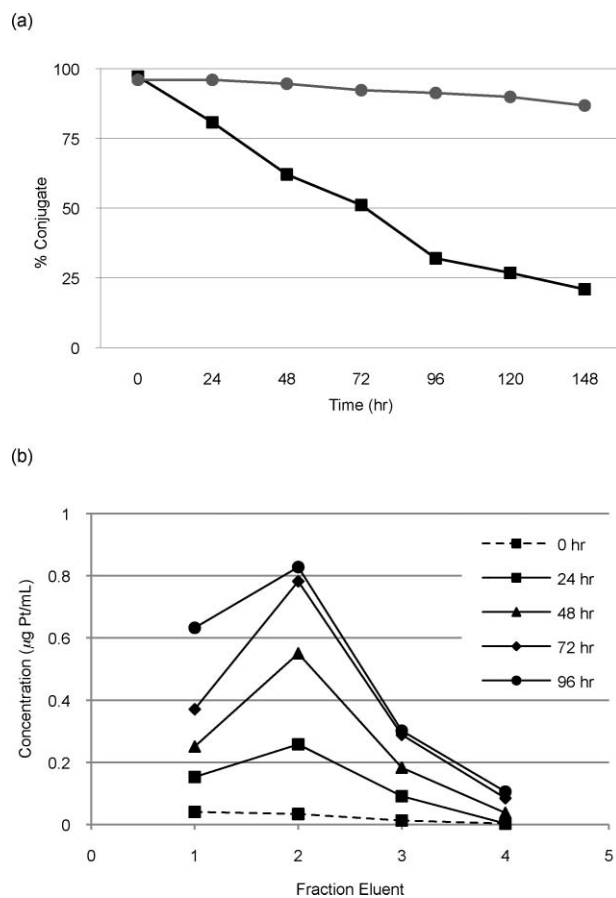 (a)
100
75
50
25
0
% Conjugate
0 24 48 72 96 120 148
Time (hr)
(b)
1
0.8
0.6
0.4
0.2
0
Concentration (µg Pt/mL)
0 hr
24 hr
48 hr
72 hr
96 hr
0 1 2 3 4 5
Fraction Eluent